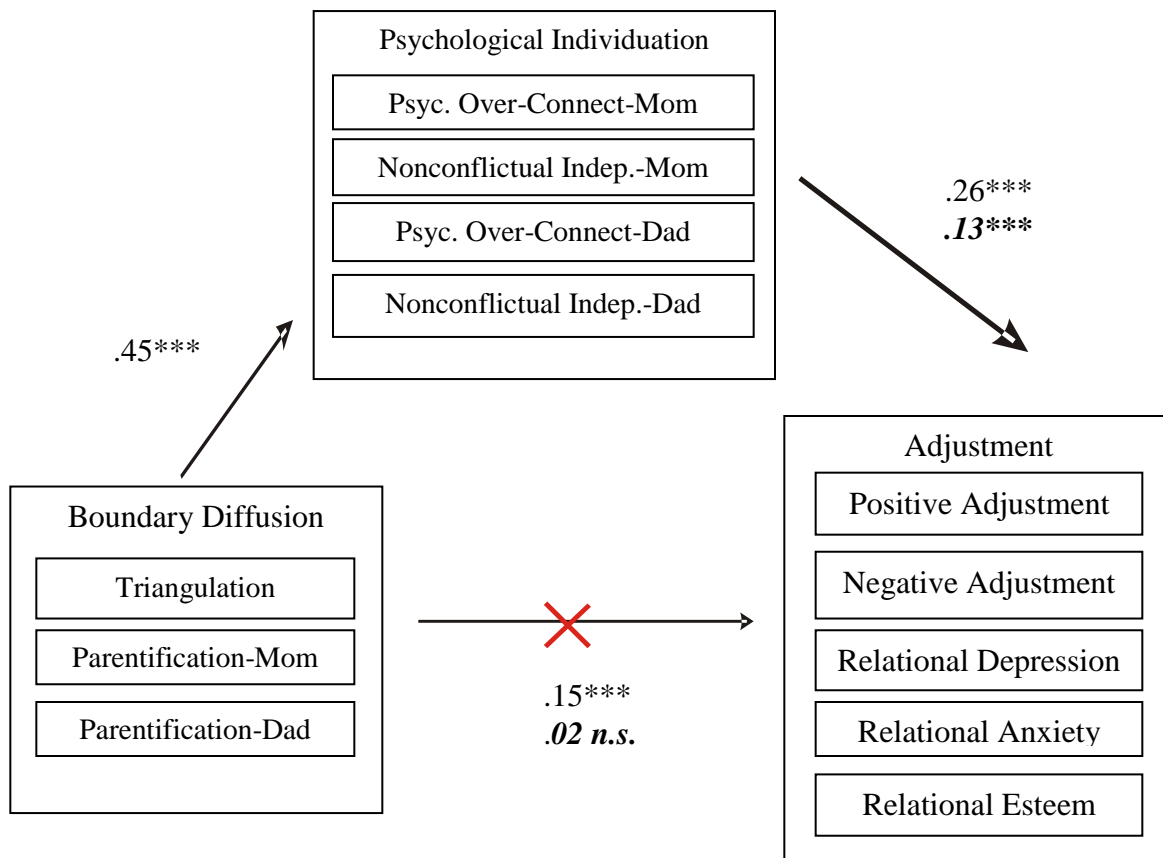 Psychological Individuation
Psyc. Over-Connect-Mom
Nonconflictual Indep.-Mom
Psyc. Over-Connect-Dad
Nonconflictual Indep.-Dad
.26***
.13***
.45***
Boundary Diffusion
Triangulation
Parentification-Mom
Parentification-Dad
.15***
.02 n.s.
Adjustment
Positive Adjustment
Negative Adjustment
Relational Depression
Relational Anxiety
Relational Esteem